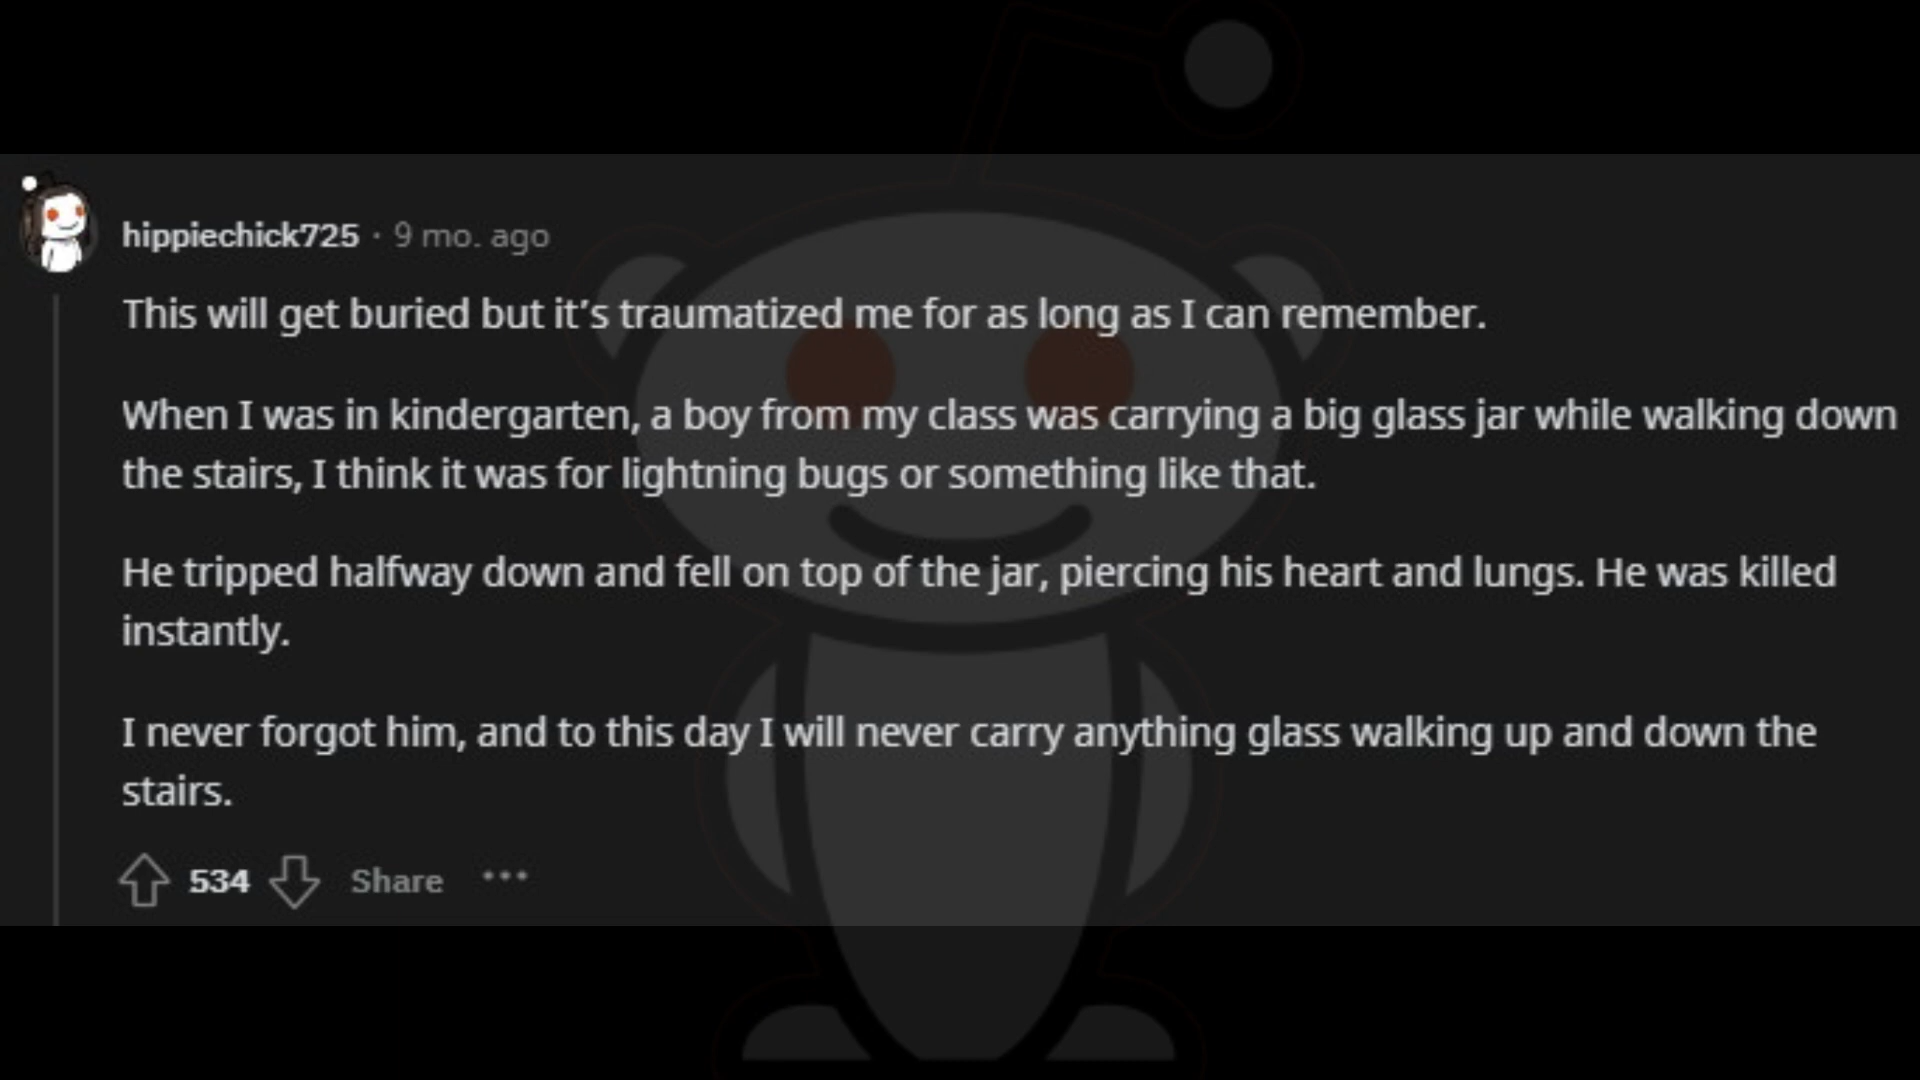 hippiechick725 · 9 mo. ago
This will get buried but it’s traumatized me for as long as I can remember.
When I was in kindergarten, a boy from my class was carrying a big glass jar while walking down
the stairs, I think it was for lightning bugs or something like that.
He tripped halfway down and fell on top of the jar, piercing his heart and lungs. He was killed
instantly.
I never forgot him, and to this day I will never carry anything glass walking up and down the
stairs.
534 Share ...